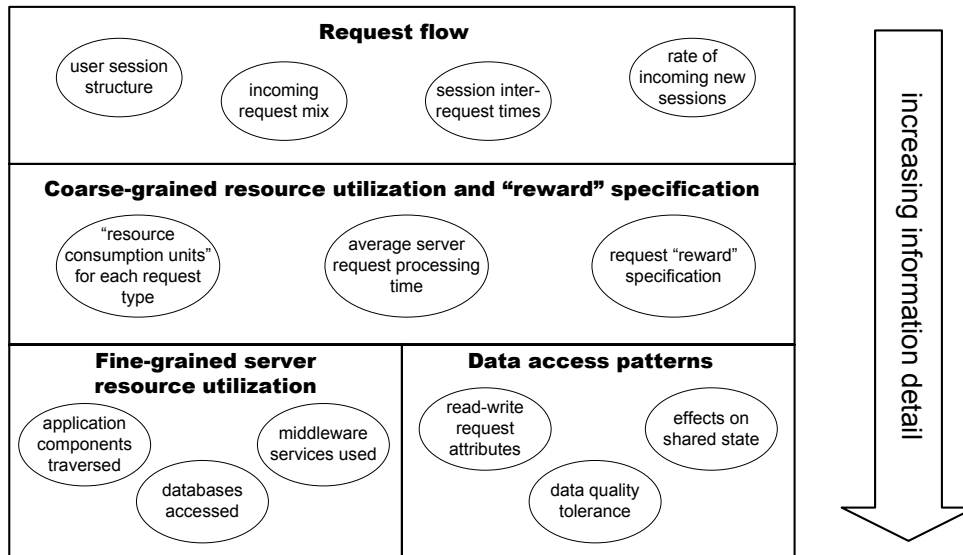 Request flow
user session
structure
incoming
request mix
session inter-
request times
rate of
incoming new
sessions
Coarse-grained resource utilization and “reward” specification
“resource
consumption units”
for each request
type
average server
request processing
time
request “reward”
specification
Fine-grained server
resource utilization
application
components
traversed
databases
accessed
middleware
services used
Data access patterns
read-write
request
attributes
data quality
tolerance
effects on
shared state
increasing information detail